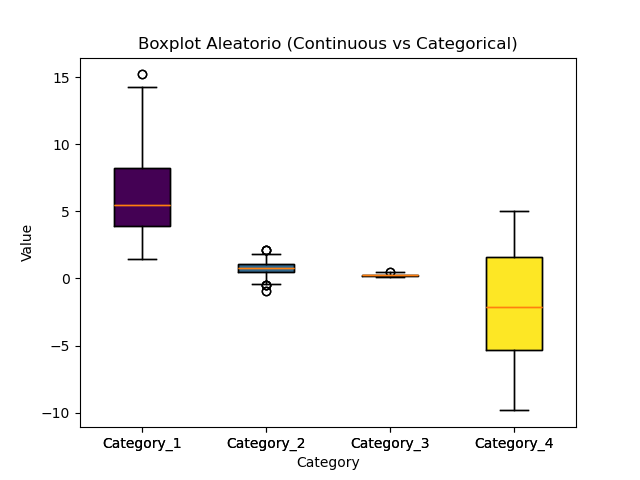 Boxplot Aleatorio (Continuous vs Categorical)
15
10
5
0
−5
−10
Value
Category_1 Category_2 Category_3 Category_4
Category